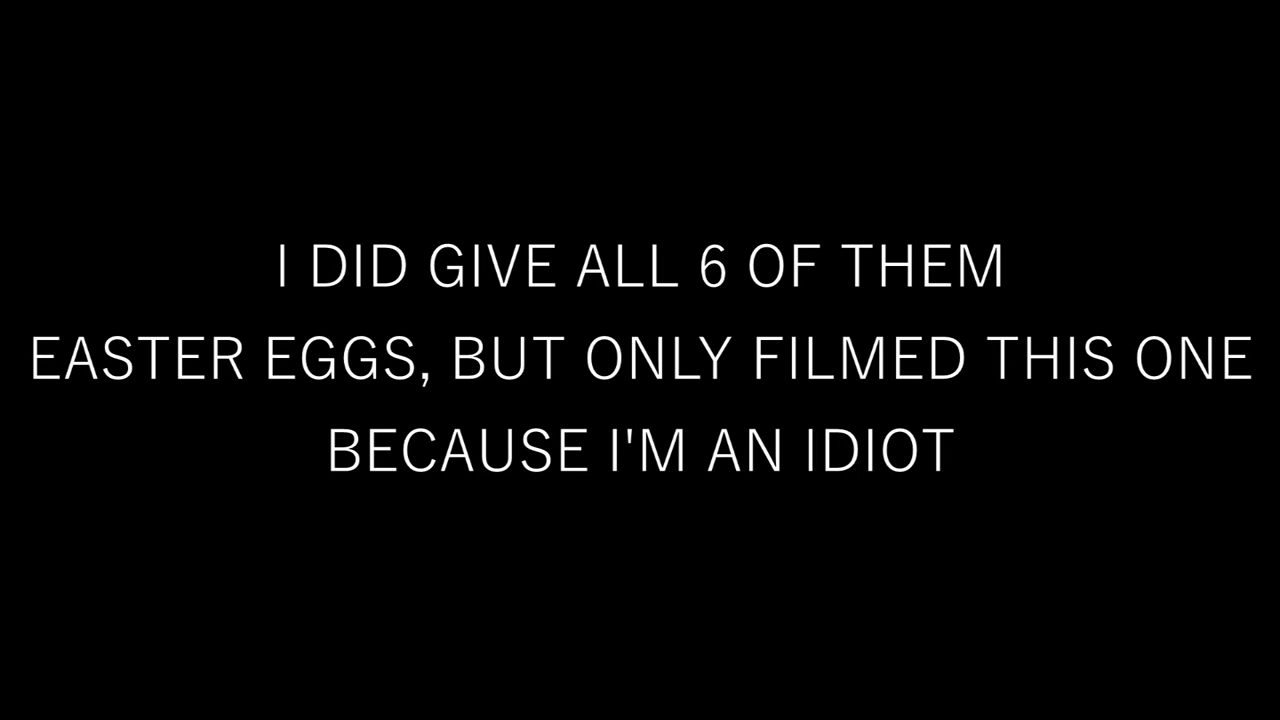 I DID GIVE ALL 6 OF THEM
EASTER EGGS, BUT ONLY FILMED THIS ONE
BECAUSE I'M AN IDIOT